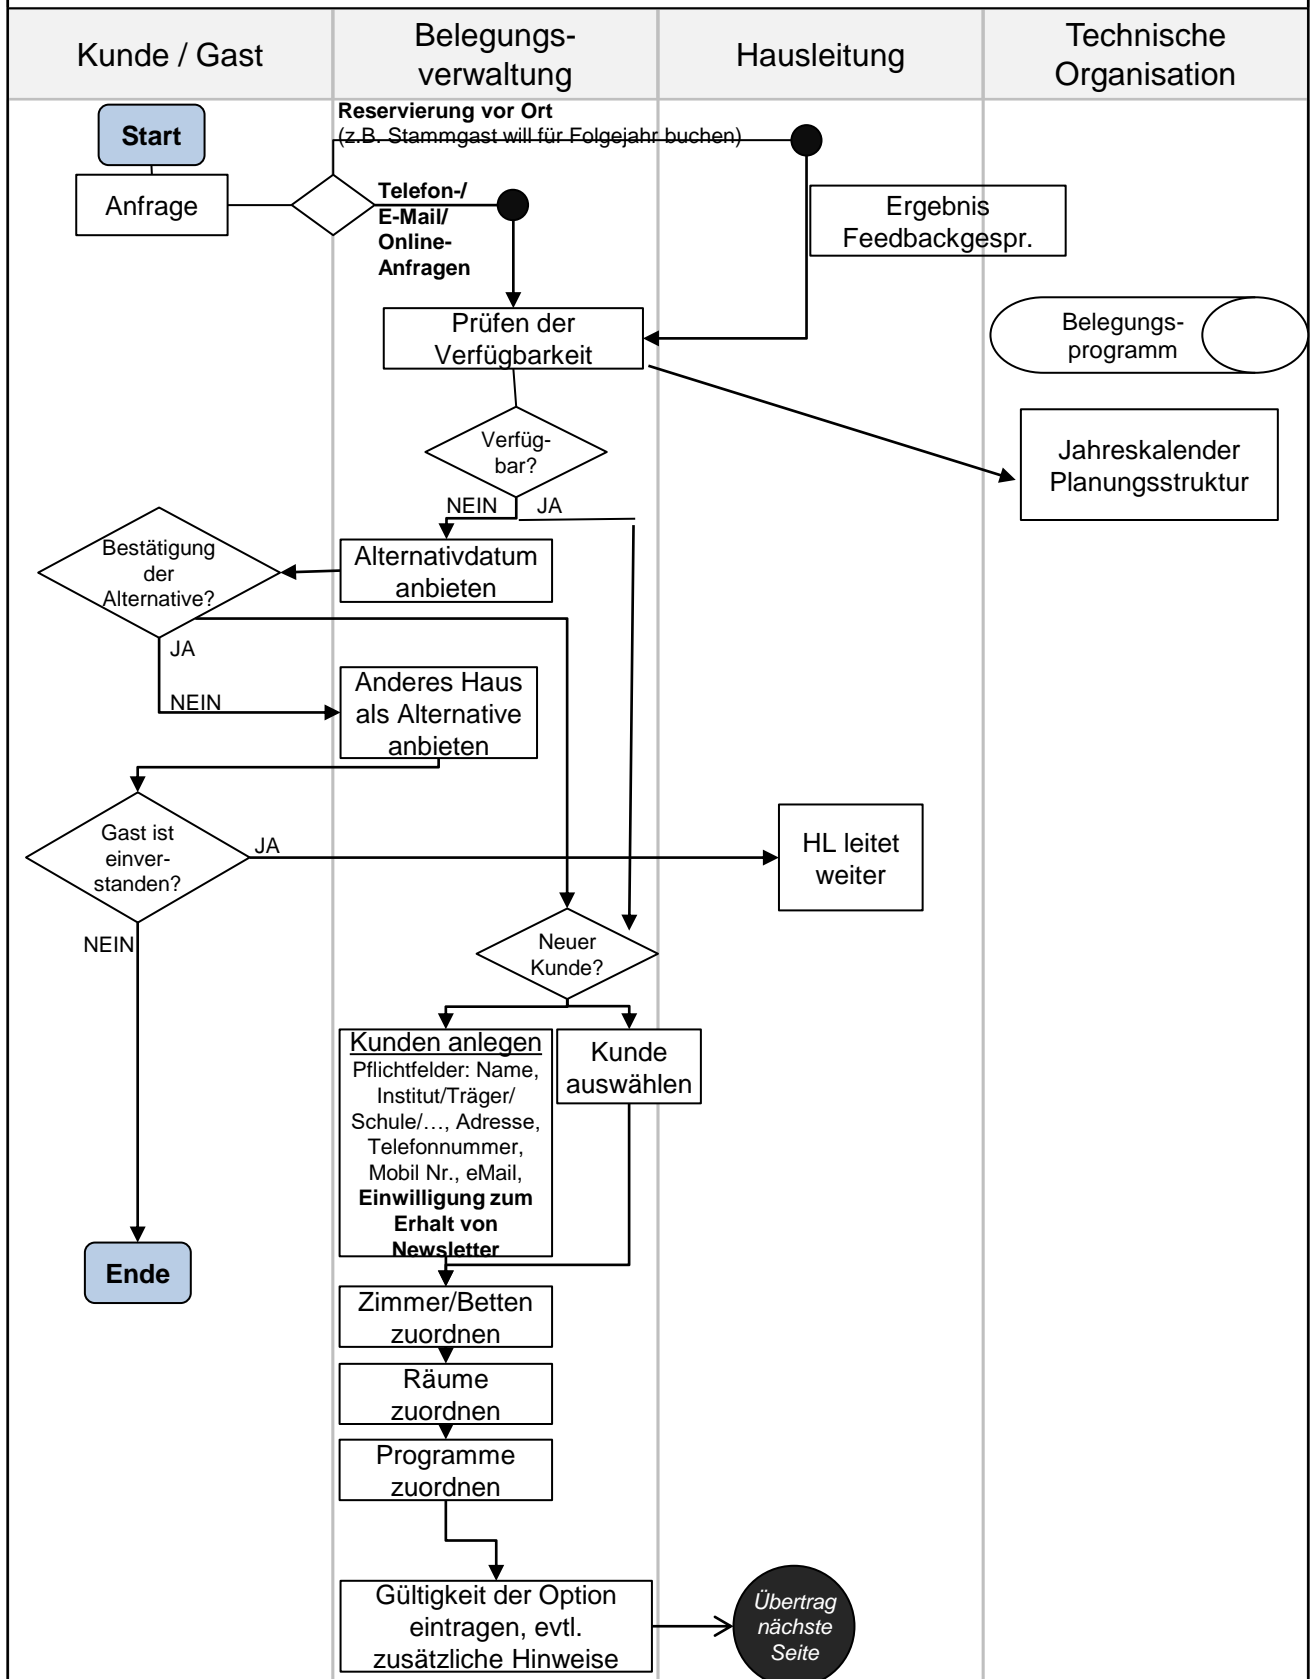 Kunde / Gast
Belegungs-
verwaltung
Hausleitung
Technische
Organisation
Start
Reservierung vor Ort
(z.B. Stammgast will für Folgejahr buchen)
Anfrage
Telefon-/
E-Mail/
Online-
Anfragen
Ergebnis
Feedbackgespr.
Prüfen der
Verfügbarkeit
Belegungs-
programm
Verfüg-
bar?
Jahreskalender
Planungsstruktur
NEIN
JA
Bestätigung
der
Alternative?
Alternativdatum
anbieten
JA
NEIN
Anderes Haus
als Alternative
anbieten
Gast ist
einver-
standen?
JA
HL leitet
weiter
NEIN
Neuer
Kunde?
Kunden anlegen
Pflichtfelder: Name,
Institut/Träger/
Schule/…, Adresse,
Telefonnummer,
Mobil Nr., eMail,
Einwilligung zum
Erhalt von
Newsletter
Kunde
auswählen
Ende
Zimmer/Betten
zuordnen
Räume
zuordnen
Programme
zuordnen
Gültigkeit der Option
eintragen, evtl.
zusätzliche Hinweise
Übertrag
nächste
Seite